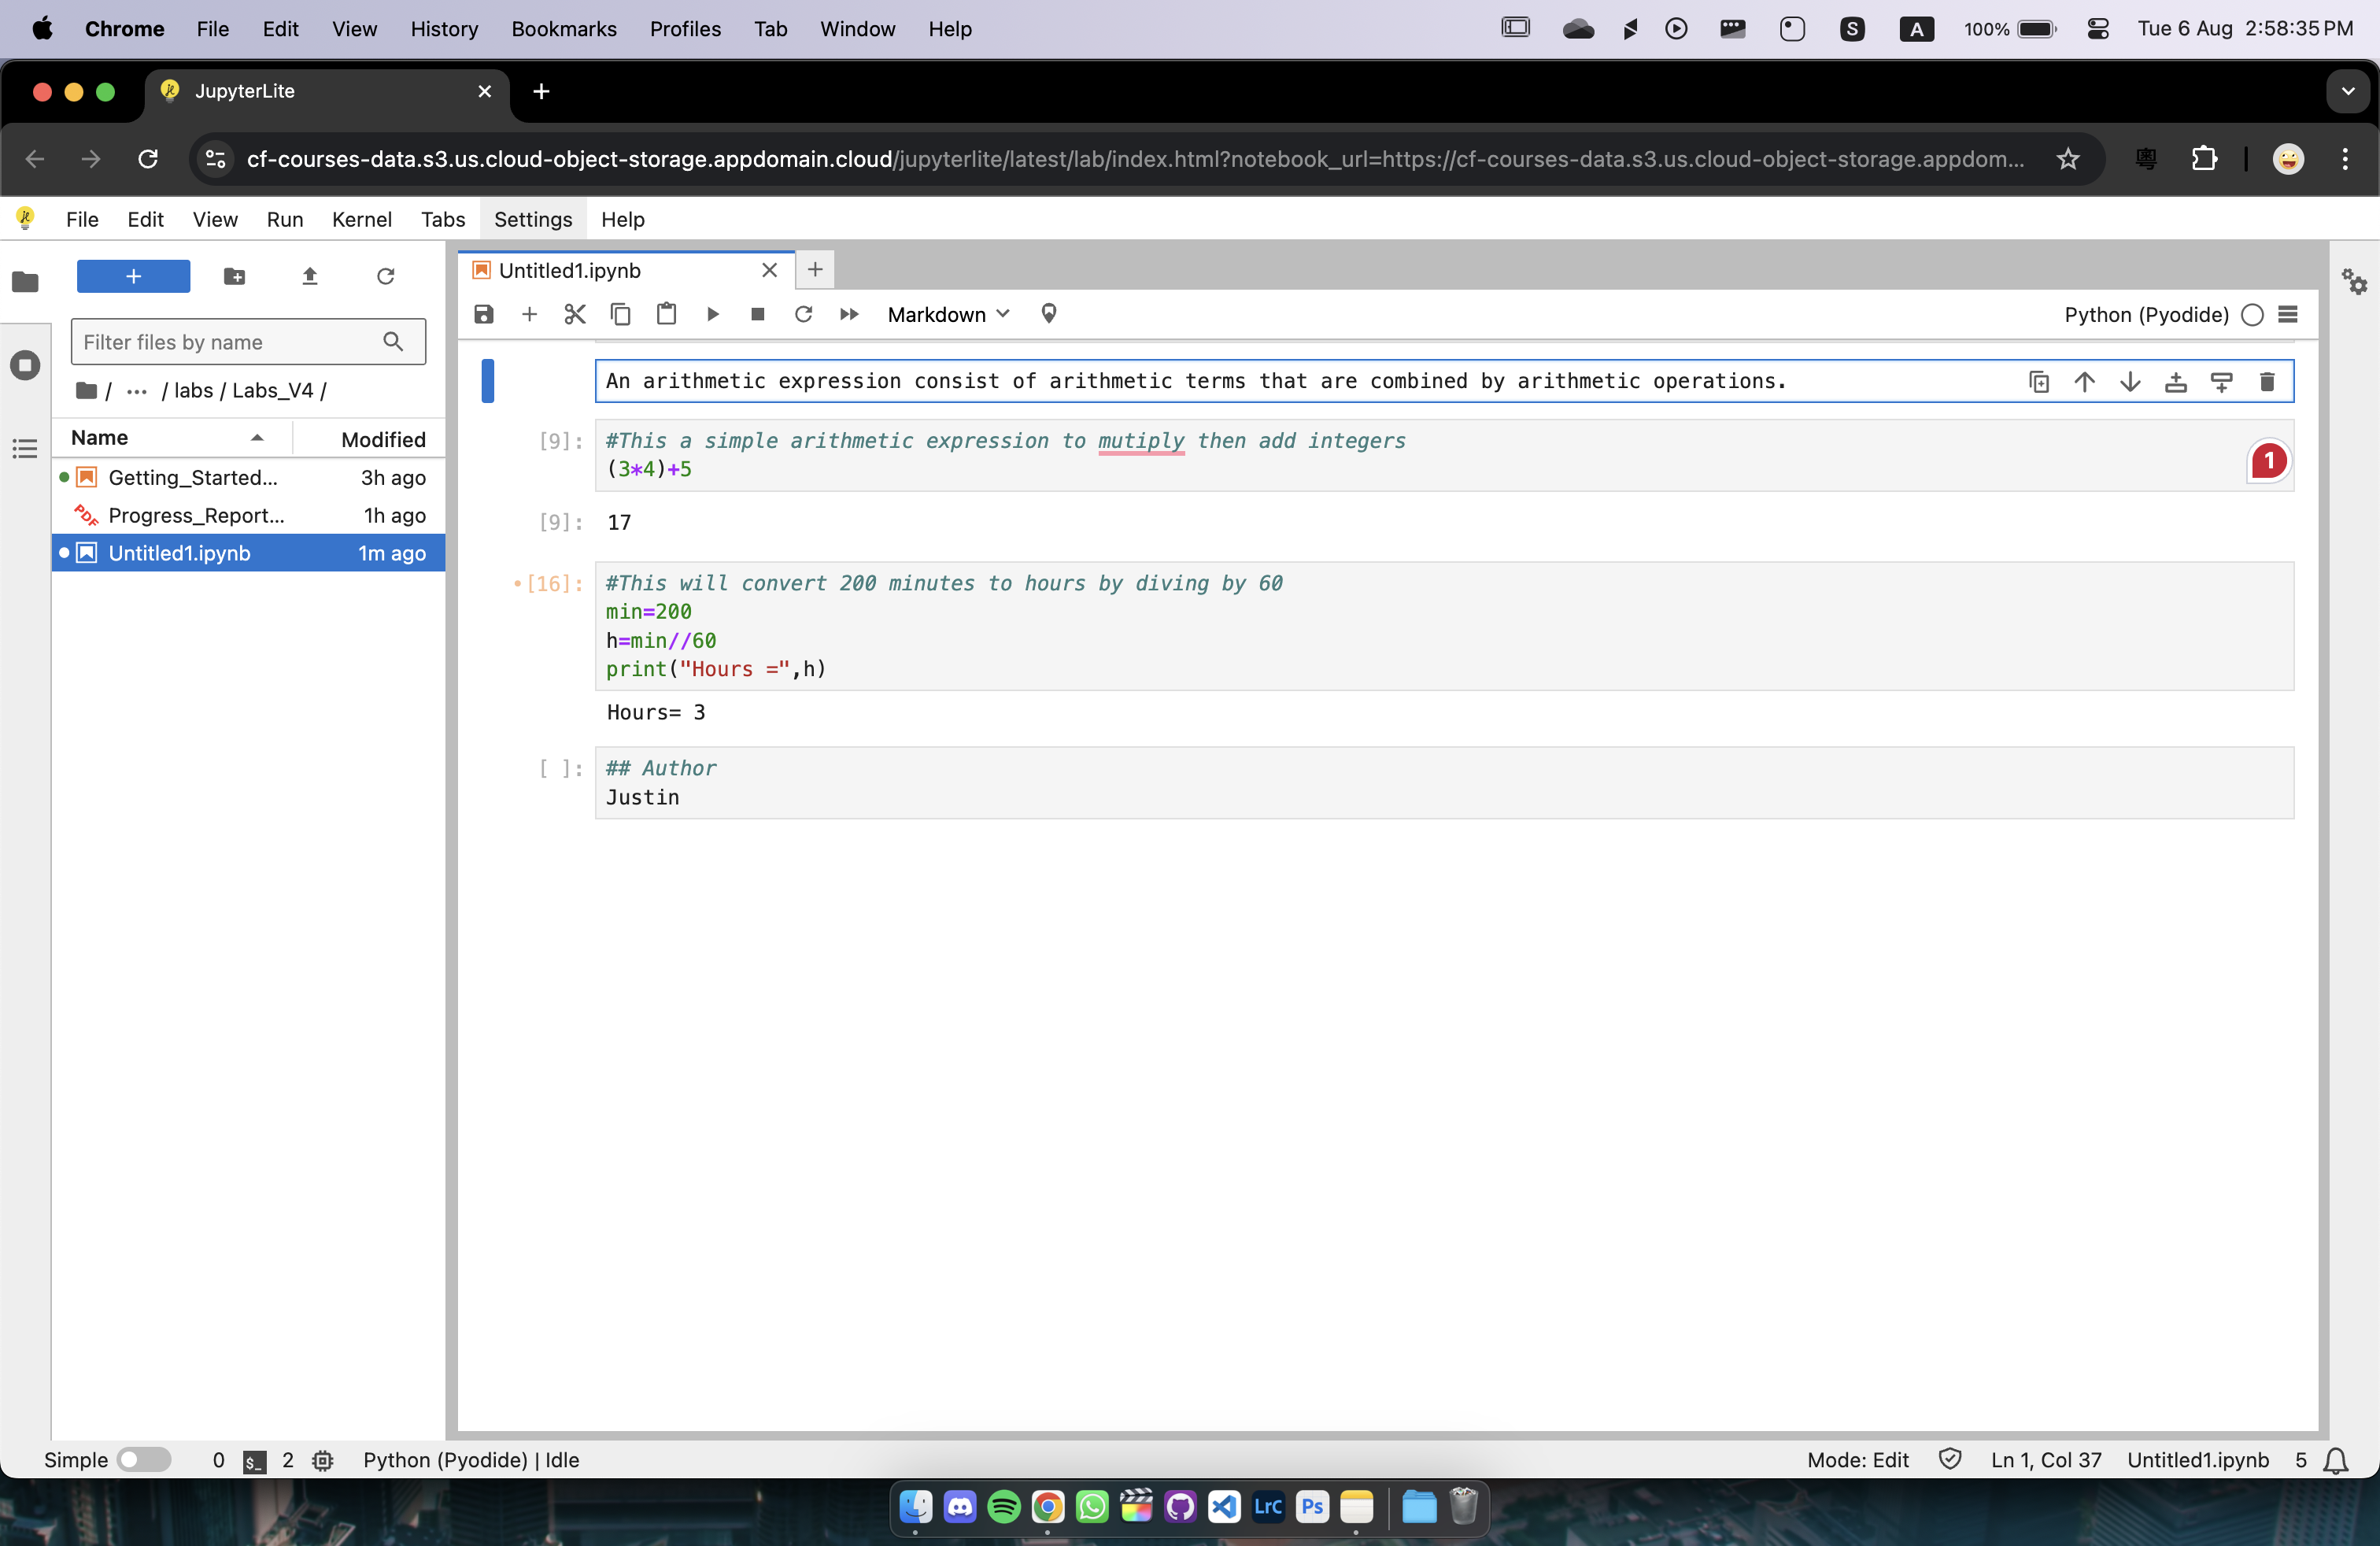 Chrome File Edit View History Bookmarks Profiles Tab Window Help S A 100% Tue 6 Aug 2:58:35 PM
JupyterLite
cf-courses-data.s3.us.cloud-object-storage.appdomain.cloud/jupyterlite/latest/lab/index.html?notebook_url=https://cf-courses-data.s3.us.cloud-object-storage.appdom... 粵
File Edit View Run Kernel Tabs Settings Help
Untitled1.ipynb
Markdown Python (Pyodide)
Filter files by name
/ ... / labs / Labs_V4 /
Name Modified
Getting_Started... 3h ago
PDF Progress_Report... 1h ago
Untitled1.ipynb 1m ago
An arithmetic expression consist of arithmetic terms that are combined by arithmetic operations.
[9]: #This a simple arithmetic expression to mutiply then add integers
(3*4)+5
1
[9]: 17
•[16]: #This will convert 200 minutes to hours by diving by 60
min=200
h=min//60
print("Hours =",h)
Hours= 3
[ ]: ## Author
Justin
Simple 0 $_ 2 Python (Pyodide) | Idle Mode: Edit Ln 1, Col 37 Untitled1.ipynb 5
LrC Ps